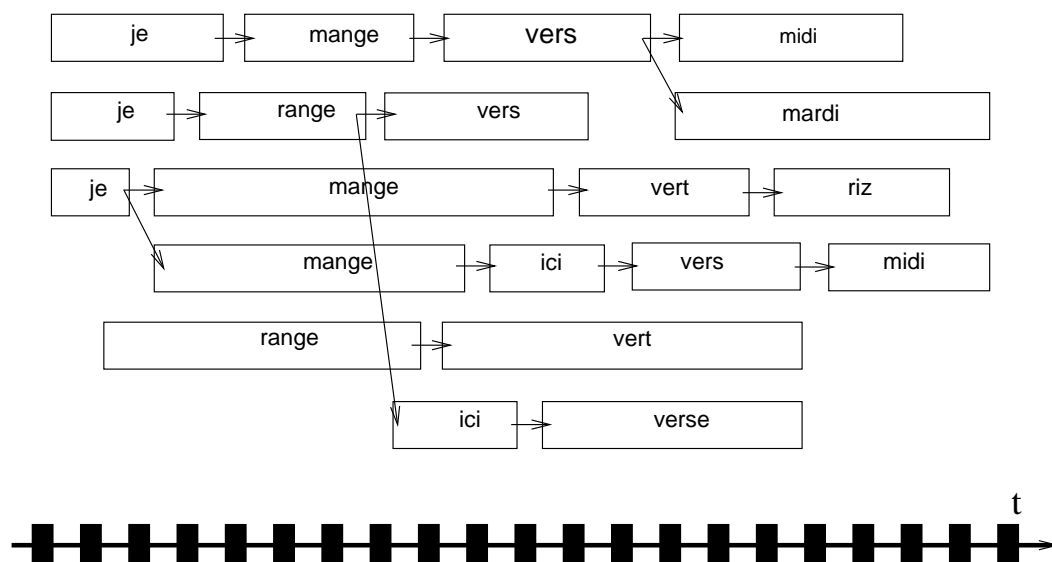 je mange vers midi
je range vers mardi
je mange vert riz
mange ici vers midi
range vert
ici verse
t